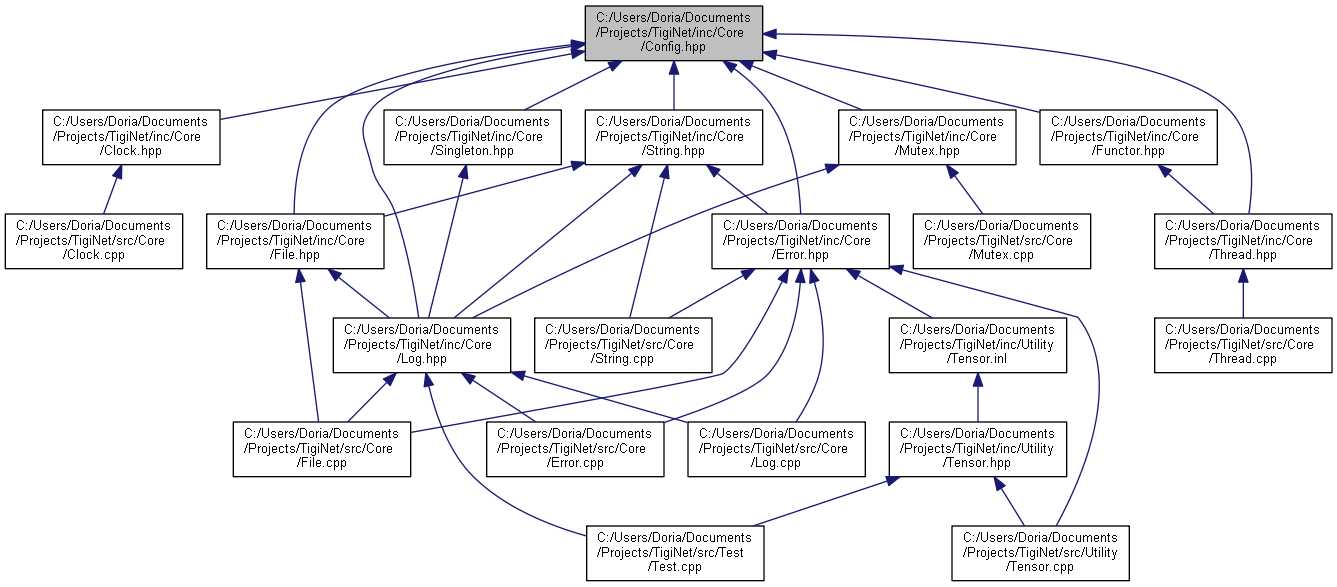 C:/Users/Doria/Documents
/Projects/TigiNet/inc/Core
/Config.hpp
C:/Users/Doria/Documents
/Projects/TigiNet/inc/Core
/Clock.hpp
C:/Users/Doria/Documents
/Projects/TigiNet/inc/Core
/Singleton.hpp
C:/Users/Doria/Documents
/Projects/TigiNet/inc/Core
/String.hpp
C:/Users/Doria/Documents
/Projects/TigiNet/inc/Core
/Mutex.hpp
C:/Users/Doria/Documents
/Projects/TigiNet/inc/Core
/Functor.hpp
C:/Users/Doria/Documents
/Projects/TigiNet/src/Core
/Clock.cpp
C:/Users/Doria/Documents
/Projects/TigiNet/inc/Core
/File.hpp
C:/Users/Doria/Documents
/Projects/TigiNet/inc/Core
/Error.hpp
C:/Users/Doria/Documents
/Projects/TigiNet/src/Core
/Mutex.cpp
C:/Users/Doria/Documents
/Projects/TigiNet/inc/Core
/Thread.hpp
C:/Users/Doria/Documents
/Projects/TigiNet/inc/Core
/Log.hpp
C:/Users/Doria/Documents
/Projects/TigiNet/src/Core
/String.cpp
C:/Users/Doria/Documents
/Projects/TigiNet/inc/Utility
/Tensor.inl
C:/Users/Doria/Documents
/Projects/TigiNet/src/Core
/Thread.cpp
C:/Users/Doria/Documents
/Projects/TigiNet/src/Core
/File.cpp
C:/Users/Doria/Documents
/Projects/TigiNet/src/Core
/Error.cpp
C:/Users/Doria/Documents
/Projects/TigiNet/src/Core
/Log.cpp
C:/Users/Doria/Documents
/Projects/TigiNet/inc/Utility
/Tensor.hpp
C:/Users/Doria/Documents
/Projects/TigiNet/src/Test
/Test.cpp
C:/Users/Doria/Documents
/Projects/TigiNet/src/Utility
/Tensor.cpp